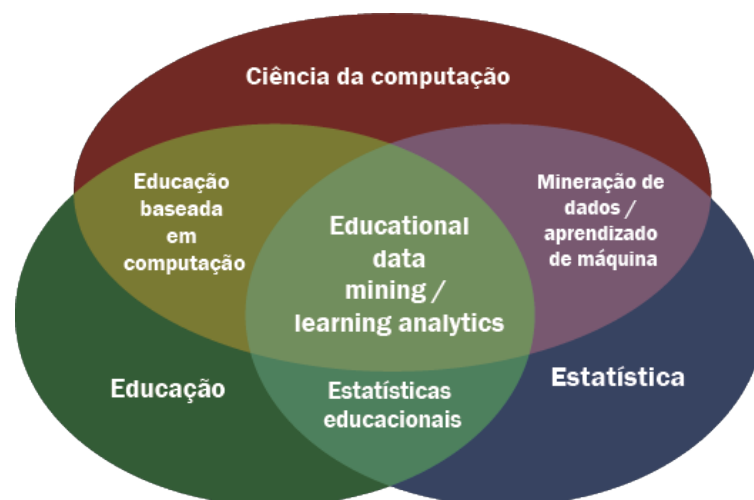 Ciência da computação
Educação
baseada
em
computação
Mineração de
dados /
aprendizado
de máquina
Educational
data
mining /
learning analytics
Educação
Estatísticas
educacionais
Estatística